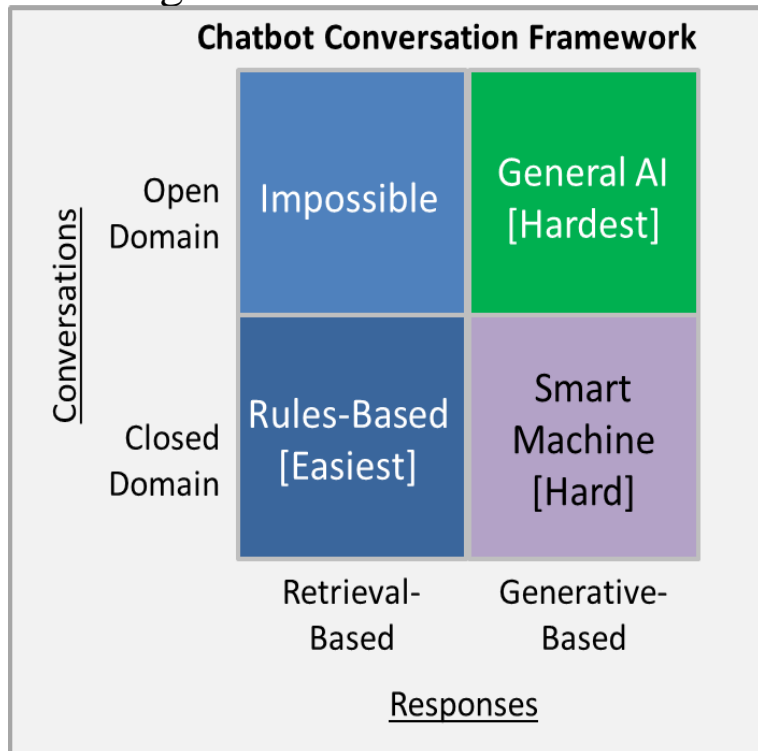 Chatbot Conversation Framework
Conversations
Open
Domain
Impossible
General AI
[Hardest]
Closed
Domain
Rules-Based
[Easiest]
Smart
Machine
[Hard]
Retrieval-
Based
Generative-
Based
Responses